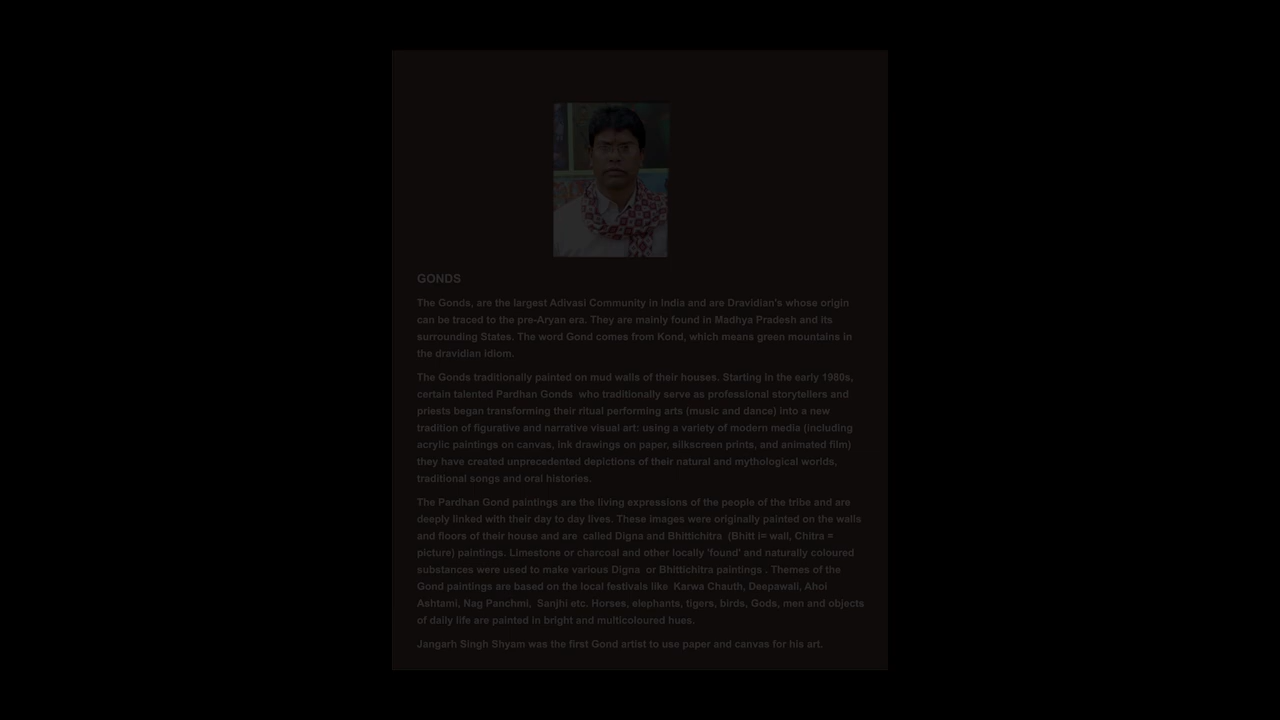 GONDS
The Gonds, are the largest Adivasi Community in India and are Dravidian's whose origin
can be traced to the pre-Aryan era. They are mainly found in Madhya Pradesh and its
surrounding States. The word Gond comes from Kond, which means green mountains in
the dravidian idiom.
The Gonds traditionally painted on mud walls of their houses. Starting in the early 1980s,
certain talented Pardhan Gonds  who traditionally serve as professional storytellers and
priests began transforming their ritual performing arts (music and dance) into a new
tradition of figurative and narrative visual art: using a variety of modern media (including
acrylic paintings on canvas, ink drawings on paper, silkscreen prints, and animated film)
they have created unprecedented depictions of their natural and mythological worlds,
traditional songs and oral histories.
The Pardhan Gond paintings are the living expressions of the people of the tribe and are
deeply linked with their day to day lives. These images were originally painted on the walls
and floors of their house and are  called Digna and Bhittichitra  (Bhitt i= wall, Chitra =
picture) paintings. Limestone or charcoal and other locally 'found' and naturally coloured
substances were used to make various Digna  or Bhittichitra paintings . Themes of the
Gond paintings are based on the local festivals like  Karwa Chauth, Deepawali, Ahoi
Ashtami, Nag Panchmi,  Sanjhi etc. Horses, elephants, tigers, birds, Gods, men and objects
of daily life are painted in bright and multicoloured hues.
Jangarh Singh Shyam was the first Gond artist to use paper and canvas for his art.